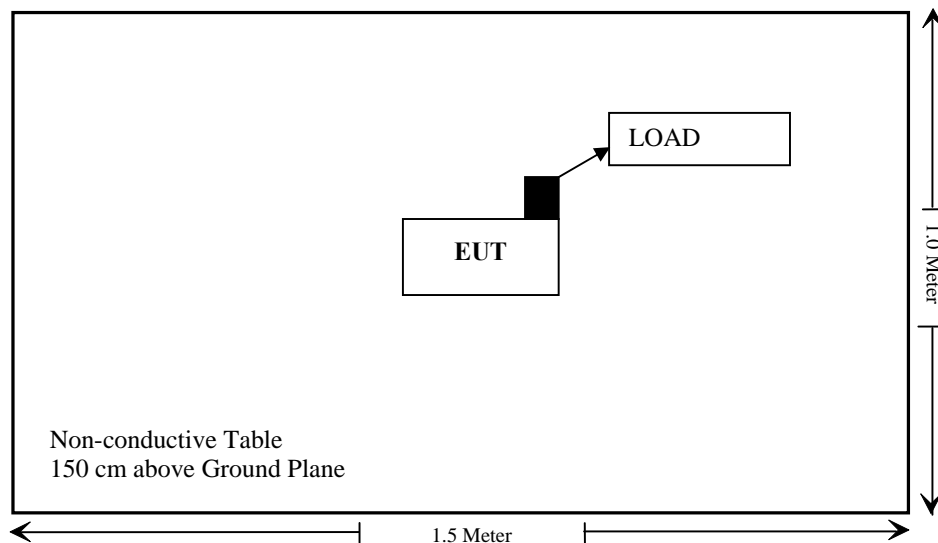 LOAD
EUT
1.0 Meter
Non-conductive Table
150 cm above Ground Plane
1.5 Meter